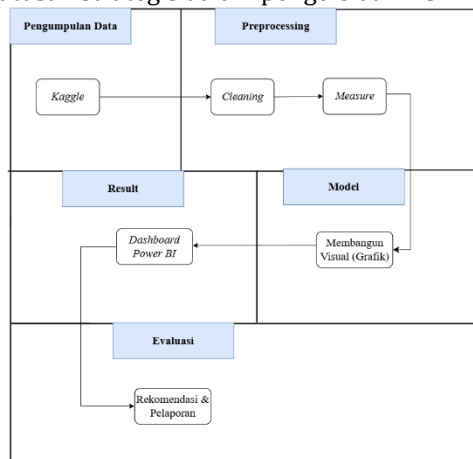 Pengumpulan Data
Preprocessing
Kaggle
Cleaning
Measure
Result
Model
Dashboard
Power BI
Membangun
Visual (Grafik)
Evaluasi
Rekomendasi &
Pelaporan